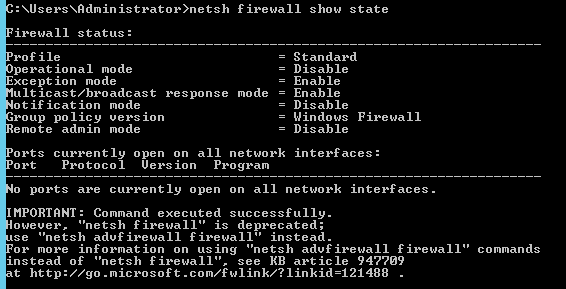 C:\Users\Administrator>netsh firewall show state
Firewall status:
-------------------------------------------------------------------
Profile                           = Standard
Operational mode                  = Disable
Exception mode                    = Enable
Multicast/broadcast response mode = Enable
Notification mode                 = Disable
Group policy version              = Windows Firewall
Remote admin mode                 = Disable
Ports currently open on all network interfaces:
Port   Protocol  Version  Program
-------------------------------------------------------------------
No ports are currently open on all network interfaces.
IMPORTANT: Command executed successfully.
However, "netsh firewall" is deprecated;
use "netsh advfirewall firewall" instead.
For more information on using "netsh advfirewall firewall" commands
instead of "netsh firewall", see KB article 947709
at http://go.microsoft.com/fwlink/?linkid=121488 .